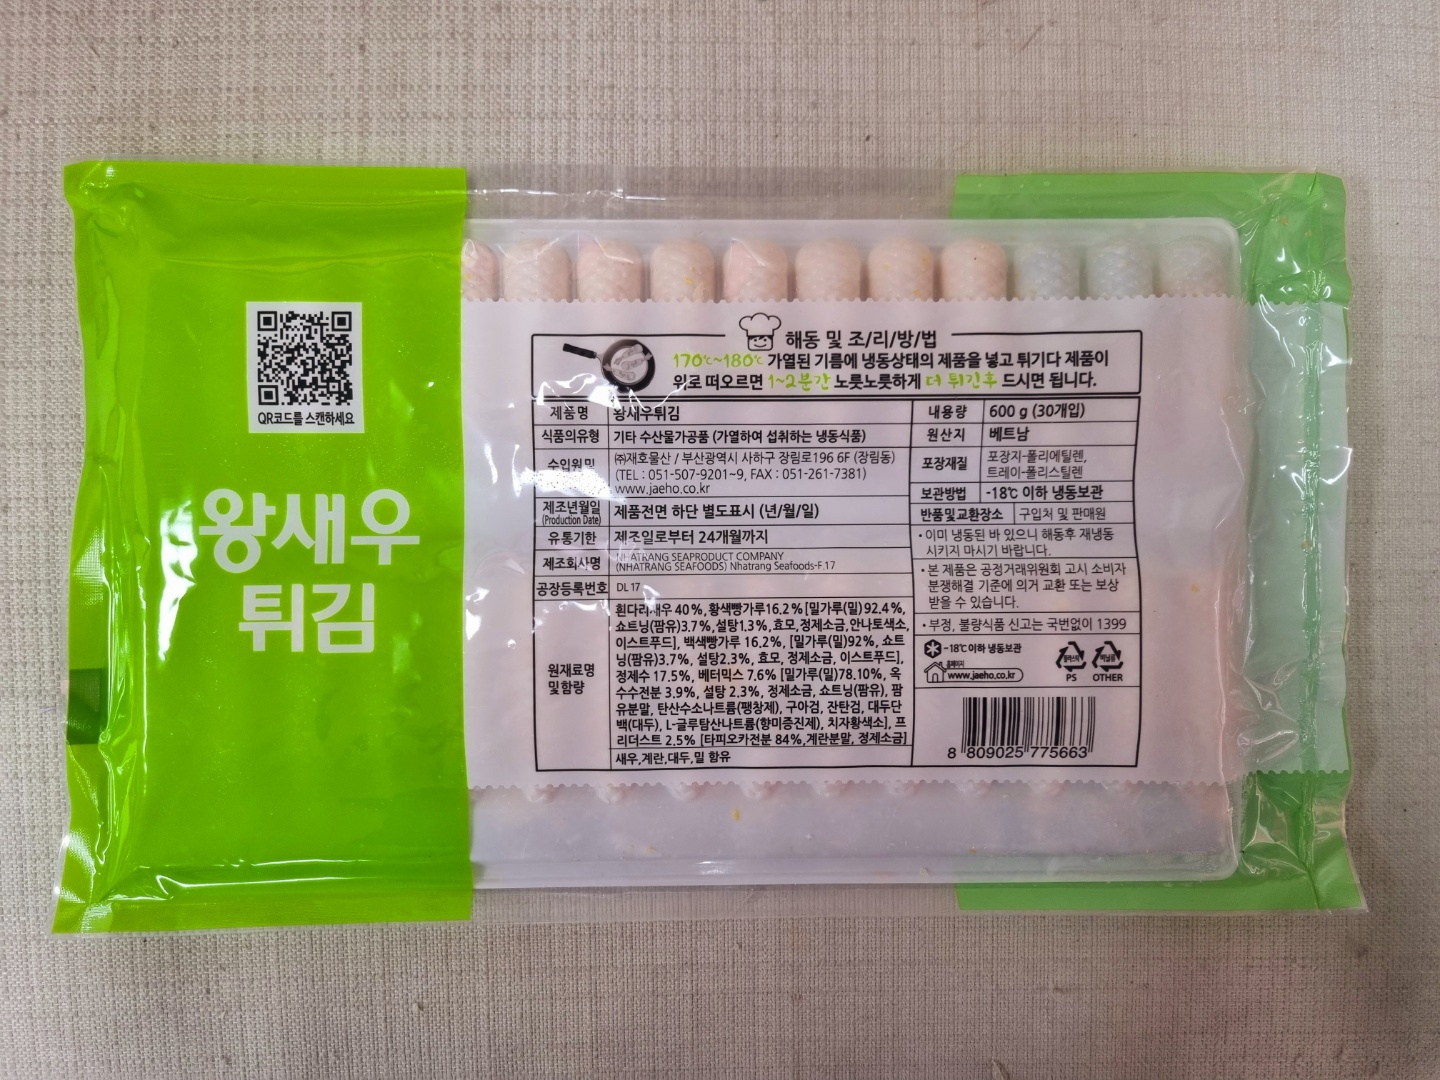 QR코드를 스캔하세요
왕새우
튀김
해동 및 조/리/방/법
170℃~180℃ 가열된 기름에 냉동상태의 제품을 넣고 튀기다 제품이
위로 떠오르면 1~2분간 노릇노릇하게 더 튀긴후 드시면 됩니다.
제품명 왕새우튀김
식품의유형 기타 수산물가공품 (가열하여 섭취하는 냉동식품)
수입원및
㈜재호물산 / 부산광역시 사하구 장림로196 6F (장림동)
(TEL : 051-507-9201~9, FAX : 051-261-7381)
www.jaeho.co.kr
제조년월일
(Production Date)
제품전면 하단 별도표시 (년/월/일)
유통기한 제조일로부터 24개월까지
제조회사명
NHATRANG SEAPRODUCT COMPANY
(NHATRANG SEAFOODS) Nhatrang Seafoods-F.17
공장등록번호 DL 17
원재료명
및함량
흰다리새우 40%, 황색빵가루16.2% [밀가루(밀)92.4%,
쇼트닝(팜유)3.7%,설탕1.3%,효모,정제소금,안나토색소,
이스트푸드], 백색빵가루 16.2%, [밀가루(밀)92%, 쇼트
닝(팜유)3.7%, 설탕2.3%, 효모, 정제소금, 이스트푸드],
정제수 17.5%, 베터믹스 7.6% [밀가루(밀)78.10%, 옥
수수전분 3.9%, 설탕 2.3%, 정제소금, 쇼트닝(팜유), 팜
유분말, 탄산수소나트륨(팽창제), 구아검, 잔탄검, 대두단
백(대두), L-글루탐산나트륨(향미증진제), 치자황색소], 프
리더스트 2.5% [타피오카전분 84%,계란분말, 정제소금]
새우,계란,대두,밀 함유
내용량 600 g (30개입)
원산지 베트남
포장재질
포장지-폴리에틸렌,
트레이-폴리스틸렌
보관방법 -18℃ 이하 냉동보관
반품및교환장소 구입처 및 판매원
• 이미 냉동된 바 있으니 해동후 재냉동
시키지 마시기 바랍니다.
• 본 제품은 공정거래위원회 고시 소비자
분쟁해결 기준에 의거 교환 또는 보상
받을 수 있습니다.
• 부정, 불량식품 신고는 국번없이 1399
-18℃이하 냉동보관
홈페이지
www.jaeho.co.kr
플라스틱
PS
비닐류
OTHER
8 809025 775663